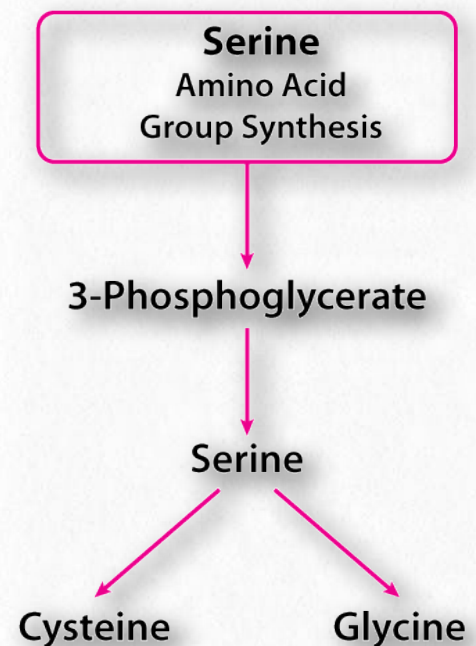 Serine
Amino Acid
Group Synthesis
3-Phosphoglycerate
Serine
Cysteine
Glycine